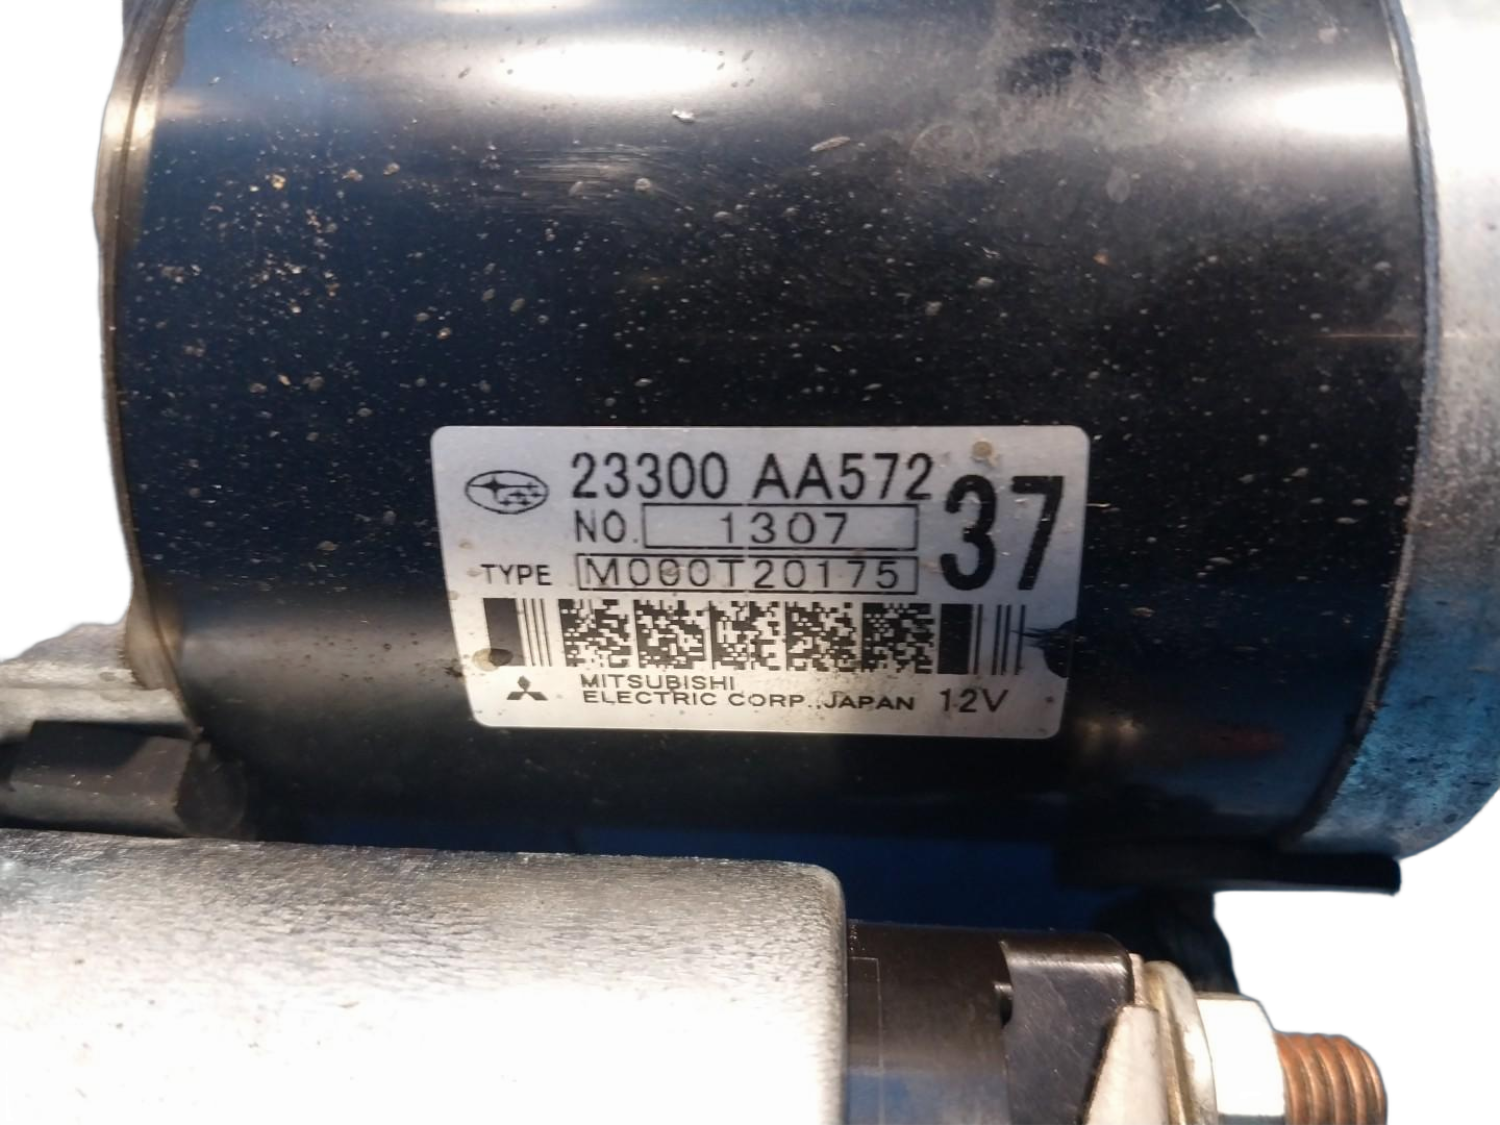 23300 AA572
37
NO. 1307
TYPE M000T20175
MITSUBISHI
ELECTRIC CORP., JAPAN 12V